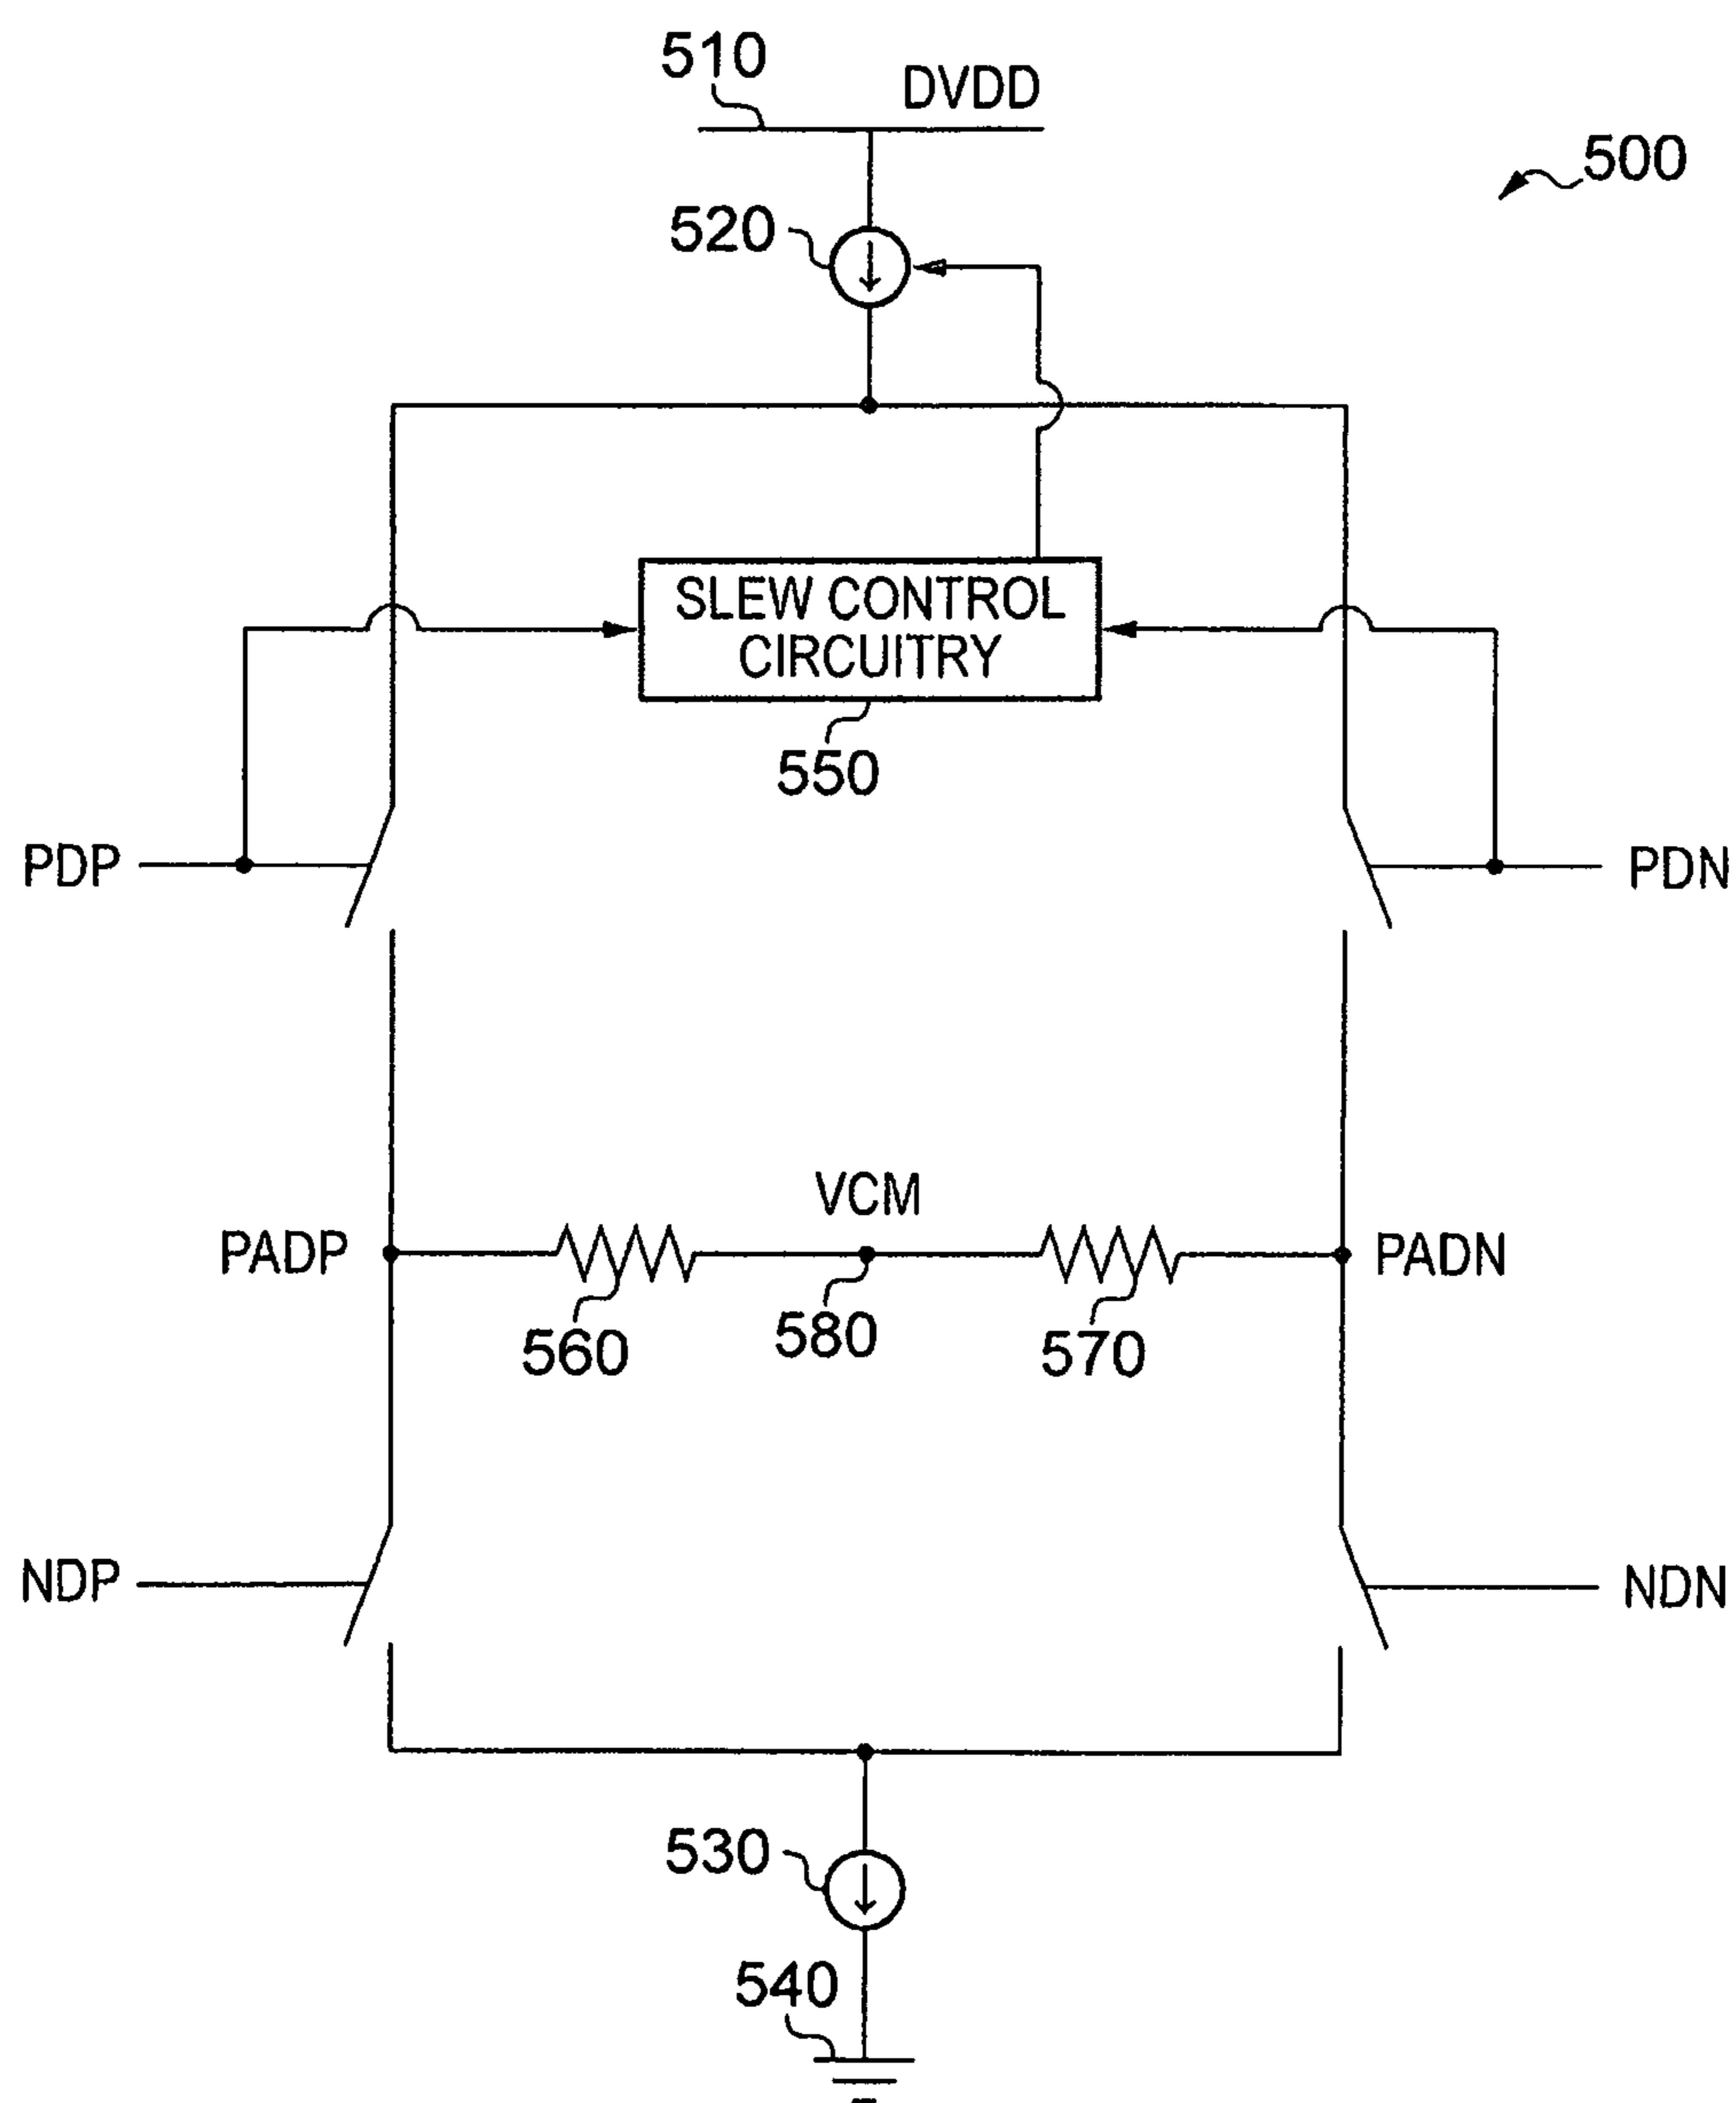 510
DVDD
500
520
SLEW CONTROL
CIRCUITRY
550
PDP
PDN
VCM
PADP
PADN
560
580
570
NDP
NDN
530
540